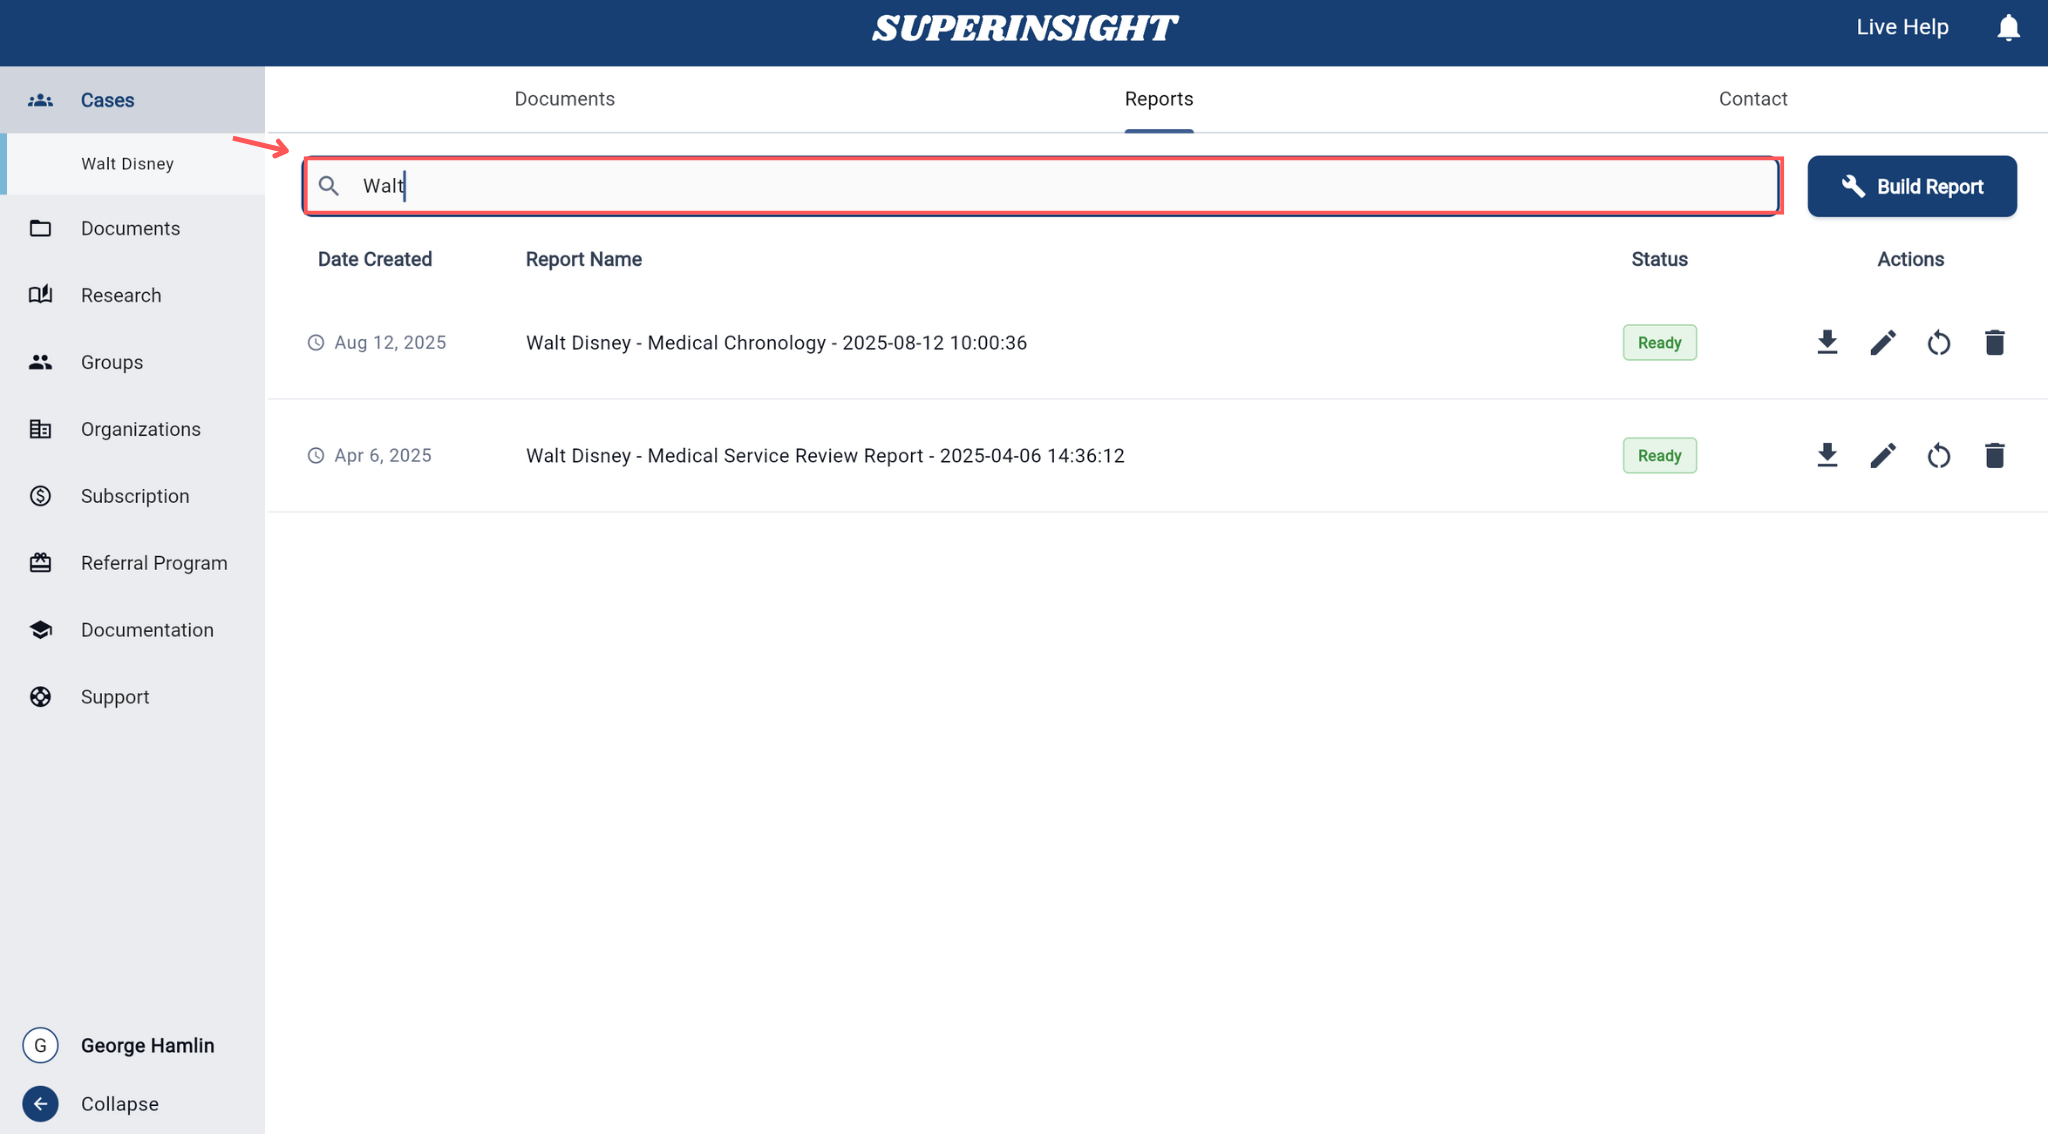 SUPERINSIGHT
Live Help
Cases
Walt Disney
Documents
Research
Groups
Organizations
Subscription
Referral Program
Documentation
Support
G George Hamlin
Collapse
Documents Reports Contact
Walt
Build Report
Date Created Report Name Status Actions
Aug 12, 2025 Walt Disney - Medical Chronology - 2025-08-12 10:00:36 Ready
Apr 6, 2025 Walt Disney - Medical Service Review Report - 2025-04-06 14:36:12 Ready